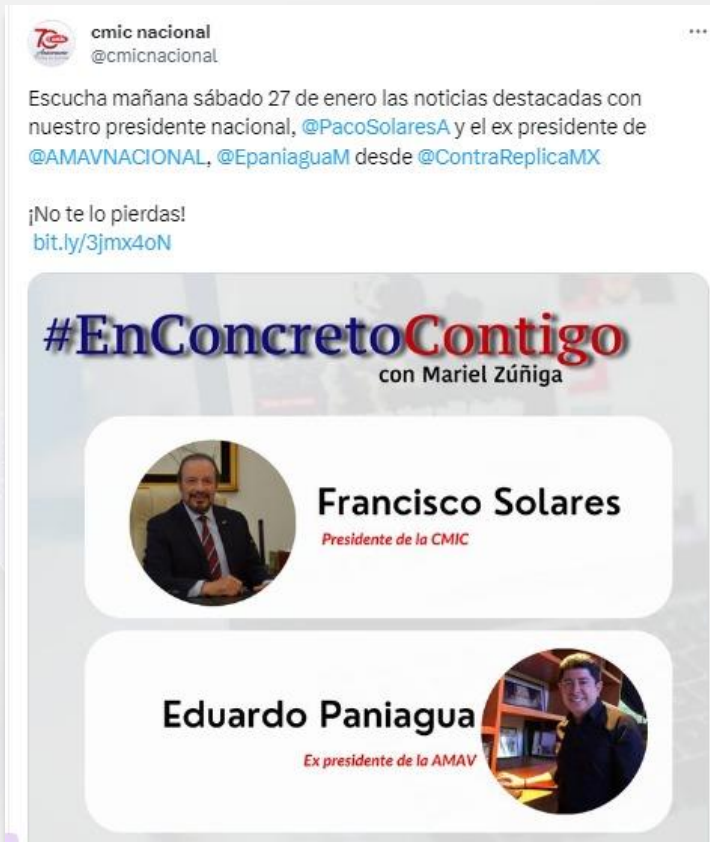 cmic nacional
@cmicnacional
Escucha mañana sábado 27 de enero las noticias destacadas con
nuestro presidente nacional, @PacoSolaresA y el ex presidente de
@AMAVNACIONAL, @EpaniaguaM desde @ContraReplicaMX
¡No te lo pierdas!
bit.ly/3jmx4oN
#EnConcretoContigo
con Mariel Zúñiga
Francisco Solares
Presidente de la CMIC
Eduardo Paniagua
Ex presidente de la AMAV